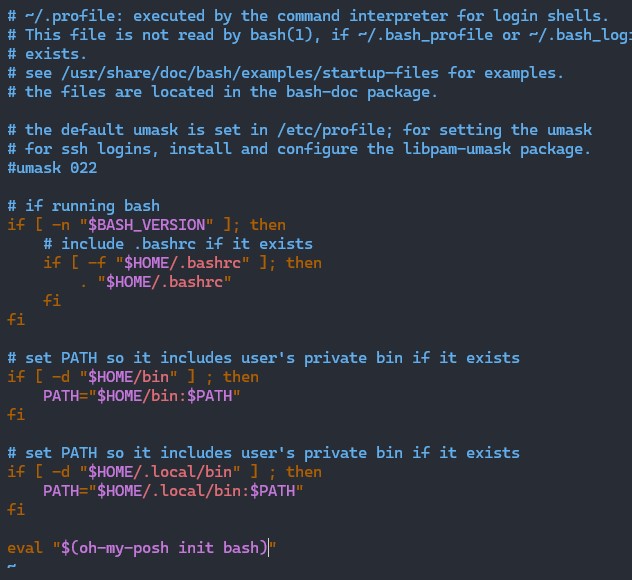 # ~/.profile: executed by the command interpreter for login shells.
# This file is not read by bash(1), if ~/.bash_profile or ~/.bash_logi
# exists.
# see /usr/share/doc/bash/examples/startup-files for examples.
# the files are located in the bash-doc package.

# the default umask is set in /etc/profile; for setting the umask
# for ssh logins, install and configure the libpam-umask package.
#umask 022

# if running bash
if [ -n "$BASH_VERSION" ]; then
    # include .bashrc if it exists
    if [ -f "$HOME/.bashrc" ]; then
        . "$HOME/.bashrc"
    fi
fi

# set PATH so it includes user's private bin if it exists
if [ -d "$HOME/bin" ] ; then
    PATH="$HOME/bin:$PATH"
fi

# set PATH so it includes user's private bin if it exists
if [ -d "$HOME/.local/bin" ] ; then
    PATH="$HOME/.local/bin:$PATH"
fi

eval "$(oh-my-posh init bash)"
~